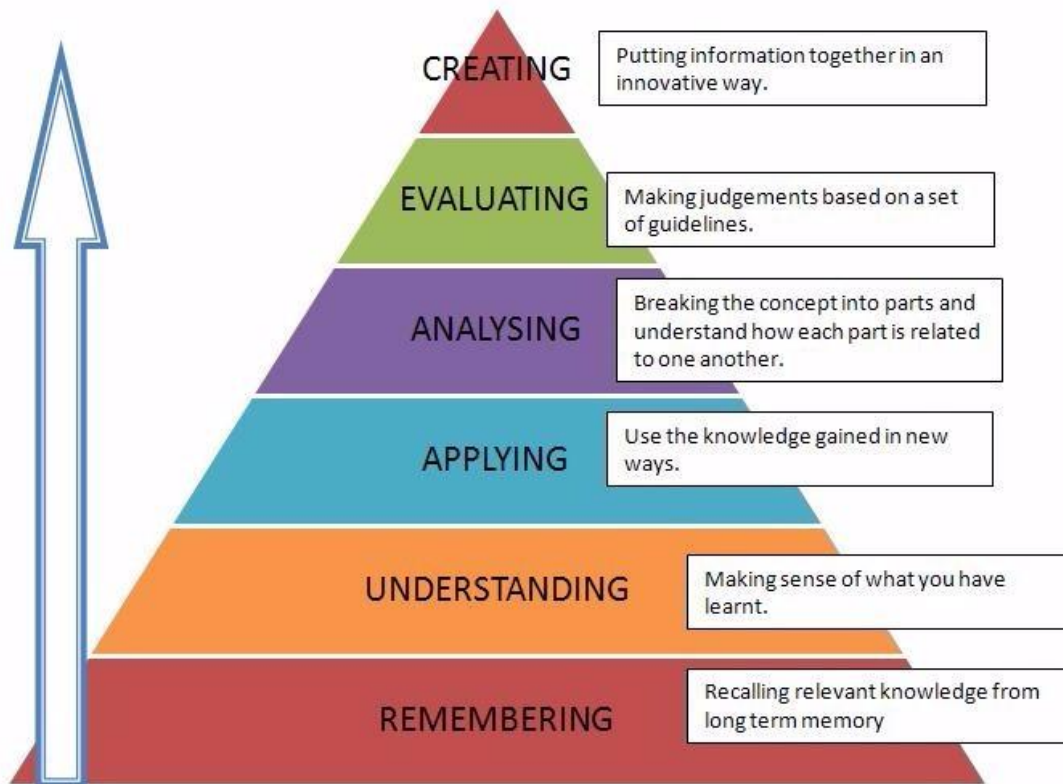 CREATING
Putting information together in an
innovative way.
EVALUATING
Making judgements based on a set
of guidelines.
ANALYSING
Breaking the concept into parts and
understand how each part is related
to one another.
APPLYING
Use the knowledge gained in new
ways.
UNDERSTANDING
Making sense of what you have
learnt.
REMEMBERING
Recalling relevant knowledge from
long term memory